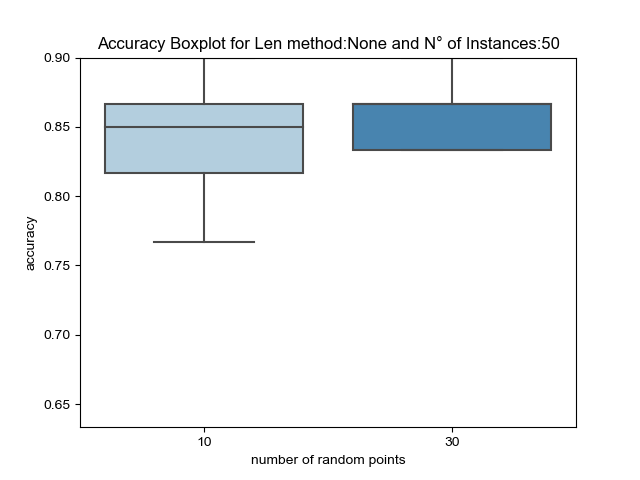 Accuracy Boxplot for Len method:None and N° of Instances:50
0.90
0.85
0.80
0.75
0.70
0.65
accuracy
10
30
number of random points